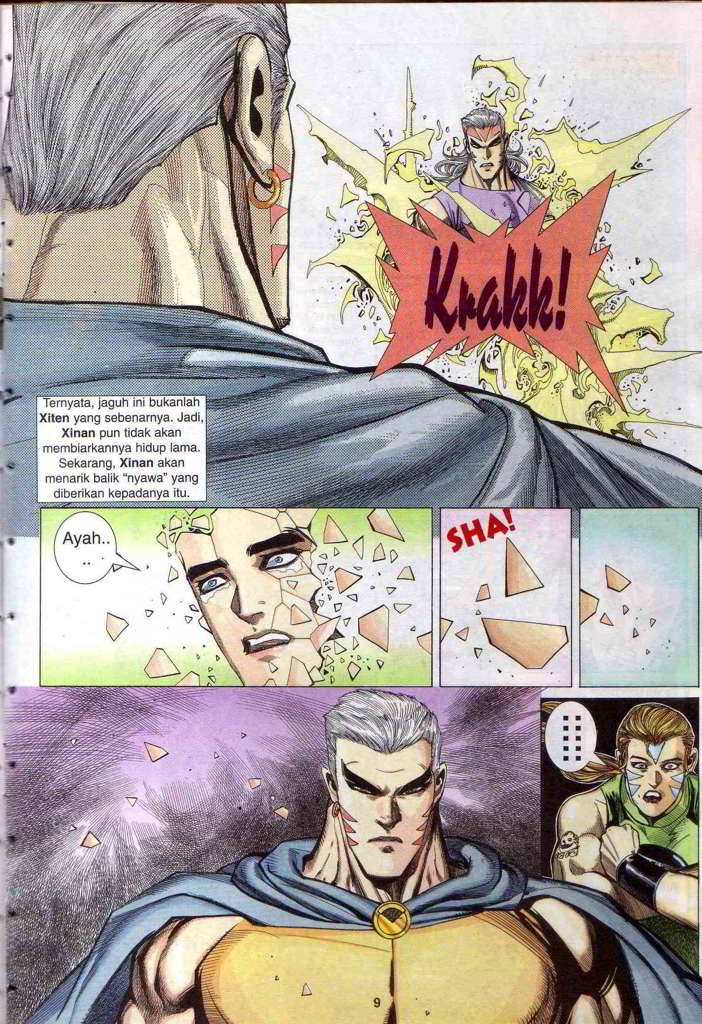 Krakk!
Ternyata, jaguh ini bukanlah
Xiten yang sebenarnya. Jadi,
Xinan pun tidak akan
membiarkannya hidup lama.
Sekarang, Xinan akan
menarik balik "nyawa" yang
diberikan kepadanya itu.
Ayah..
..
SHA!
9